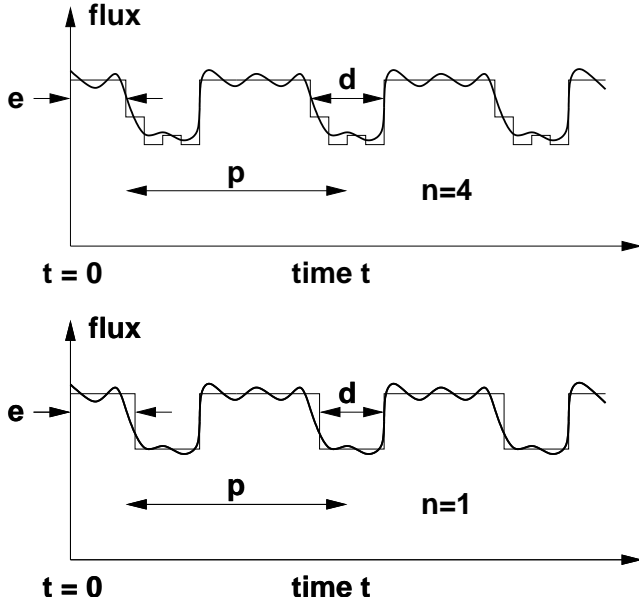 flux
d
e
p
n=4
t = 0 time t
flux
d
e
p
n=1
t = 0 time t